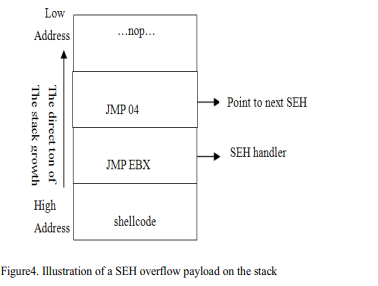 Low
Address
...nop...
The direct ton of
The stack growth
JMP 04
Point to next SEH
JMP EBX
SEH handler
High
Address
shellcode
Figure4. Illustration of a SEH overflow payload on the stack